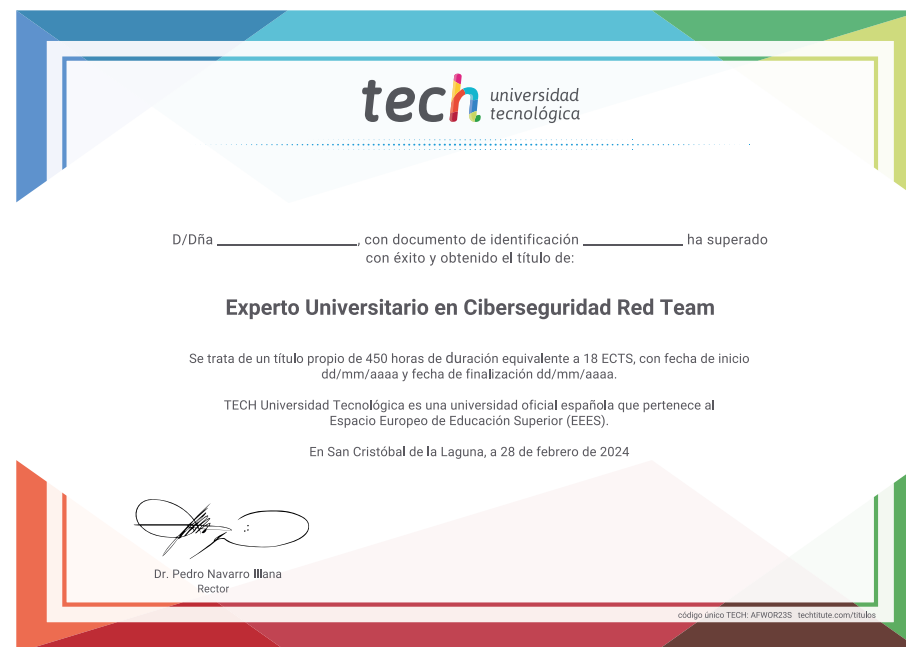 tech universidad
tecnológica
D/Dña ____________________, con documento de identificación ______________ ha superado
con éxito y obtenido el título de:
Experto Universitario en Ciberseguridad Red Team
Se trata de un título propio de 450 horas de duración equivalente a 18 ECTS, con fecha de inicio
dd/mm/aaaa y fecha de finalización dd/mm/aaaa.
TECH Universidad Tecnológica es una universidad oficial española que pertenece al
Espacio Europeo de Educación Superior (EEES).
En San Cristóbal de la Laguna, a 28 de febrero de 2024
Dr. Pedro Navarro Illana
Rector
código único TECH: AFWOR23S techtitute.com/titulos